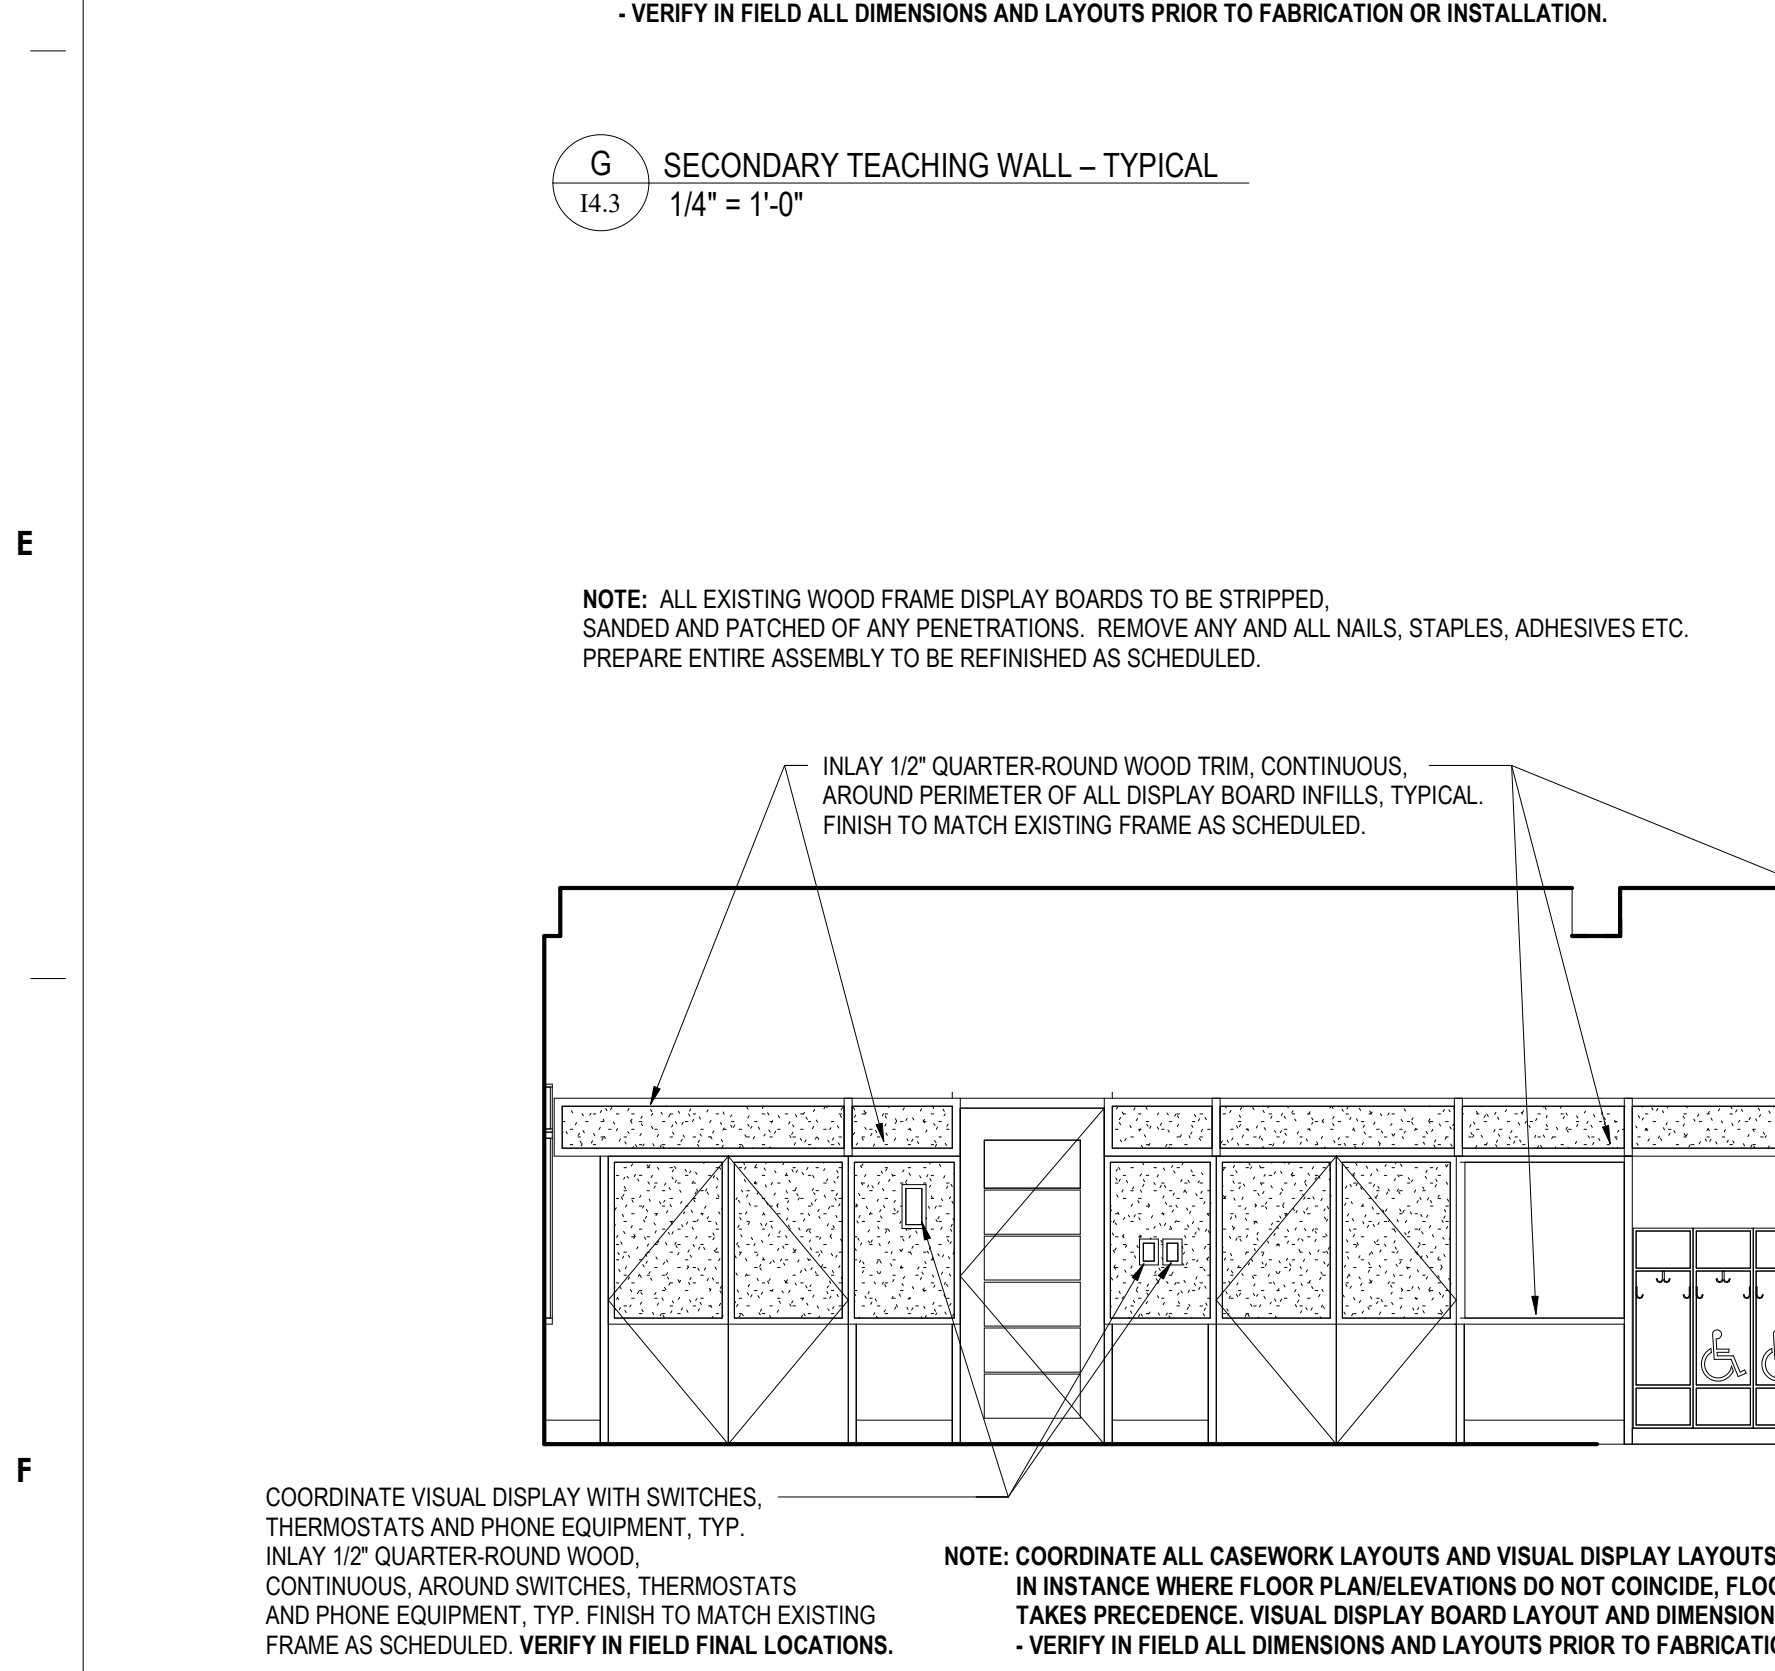 - VERIFY IN FIELD ALL DIMENSIONS AND LAYOUTS PRIOR TO FABRICATION OR INSTALLATION.
G
SECONDARY TEACHING WALL – TYPICAL
I4.3
1/4" = 1'-0"
E
NOTE: ALL EXISTING WOOD FRAME DISPLAY BOARDS TO BE STRIPPED,
SANDED AND PATCHED OF ANY PENETRATIONS. REMOVE ANY AND ALL NAILS, STAPLES, ADHESIVES ETC.
PREPARE ENTIRE ASSEMBLY TO BE REFINISHED AS SCHEDULED.
INLAY 1/2" QUARTER-ROUND WOOD TRIM, CONTINUOUS,
AROUND PERIMETER OF ALL DISPLAY BOARD INFILLS, TYPICAL.
FINISH TO MATCH EXISTING FRAME AS SCHEDULED.
F
COORDINATE VISUAL DISPLAY WITH SWITCHES,
THERMOSTATS AND PHONE EQUIPMENT, TYP.
INLAY 1/2" QUARTER-ROUND WOOD,
CONTINUOUS, AROUND SWITCHES, THERMOSTATS
AND PHONE EQUIPMENT, TYP. FINISH TO MATCH EXISTING
FRAME AS SCHEDULED. VERIFY IN FIELD FINAL LOCATIONS.
NOTE: COORDINATE ALL CASEWORK LAYOUTS AND VISUAL DISPLAY LAYOUTS
IN INSTANCE WHERE FLOOR PLAN/ELEVATIONS DO NOT COINCIDE,
TAKES PRECEDENCE. VISUAL DISPLAY BOARD LAYOUT AND DIMENSION
- VERIFY IN FIELD ALL DIMENSIONS AND LAYOUTS PRIOR TO